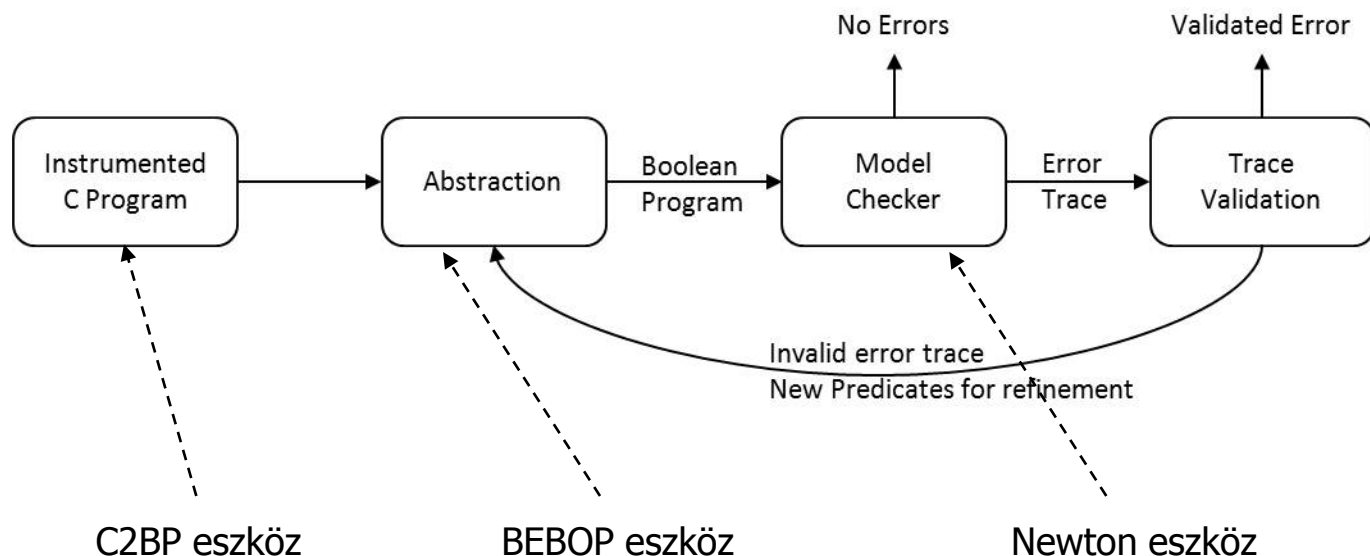 No Errors
Validated Error
Instrumented
C Program
Abstraction
Boolean
Program
Model
Checker
Error
Trace
Trace
Validation
Invalid error trace
New Predicates for refinement
C2BP eszköz
BEBOP eszköz
Newton eszköz